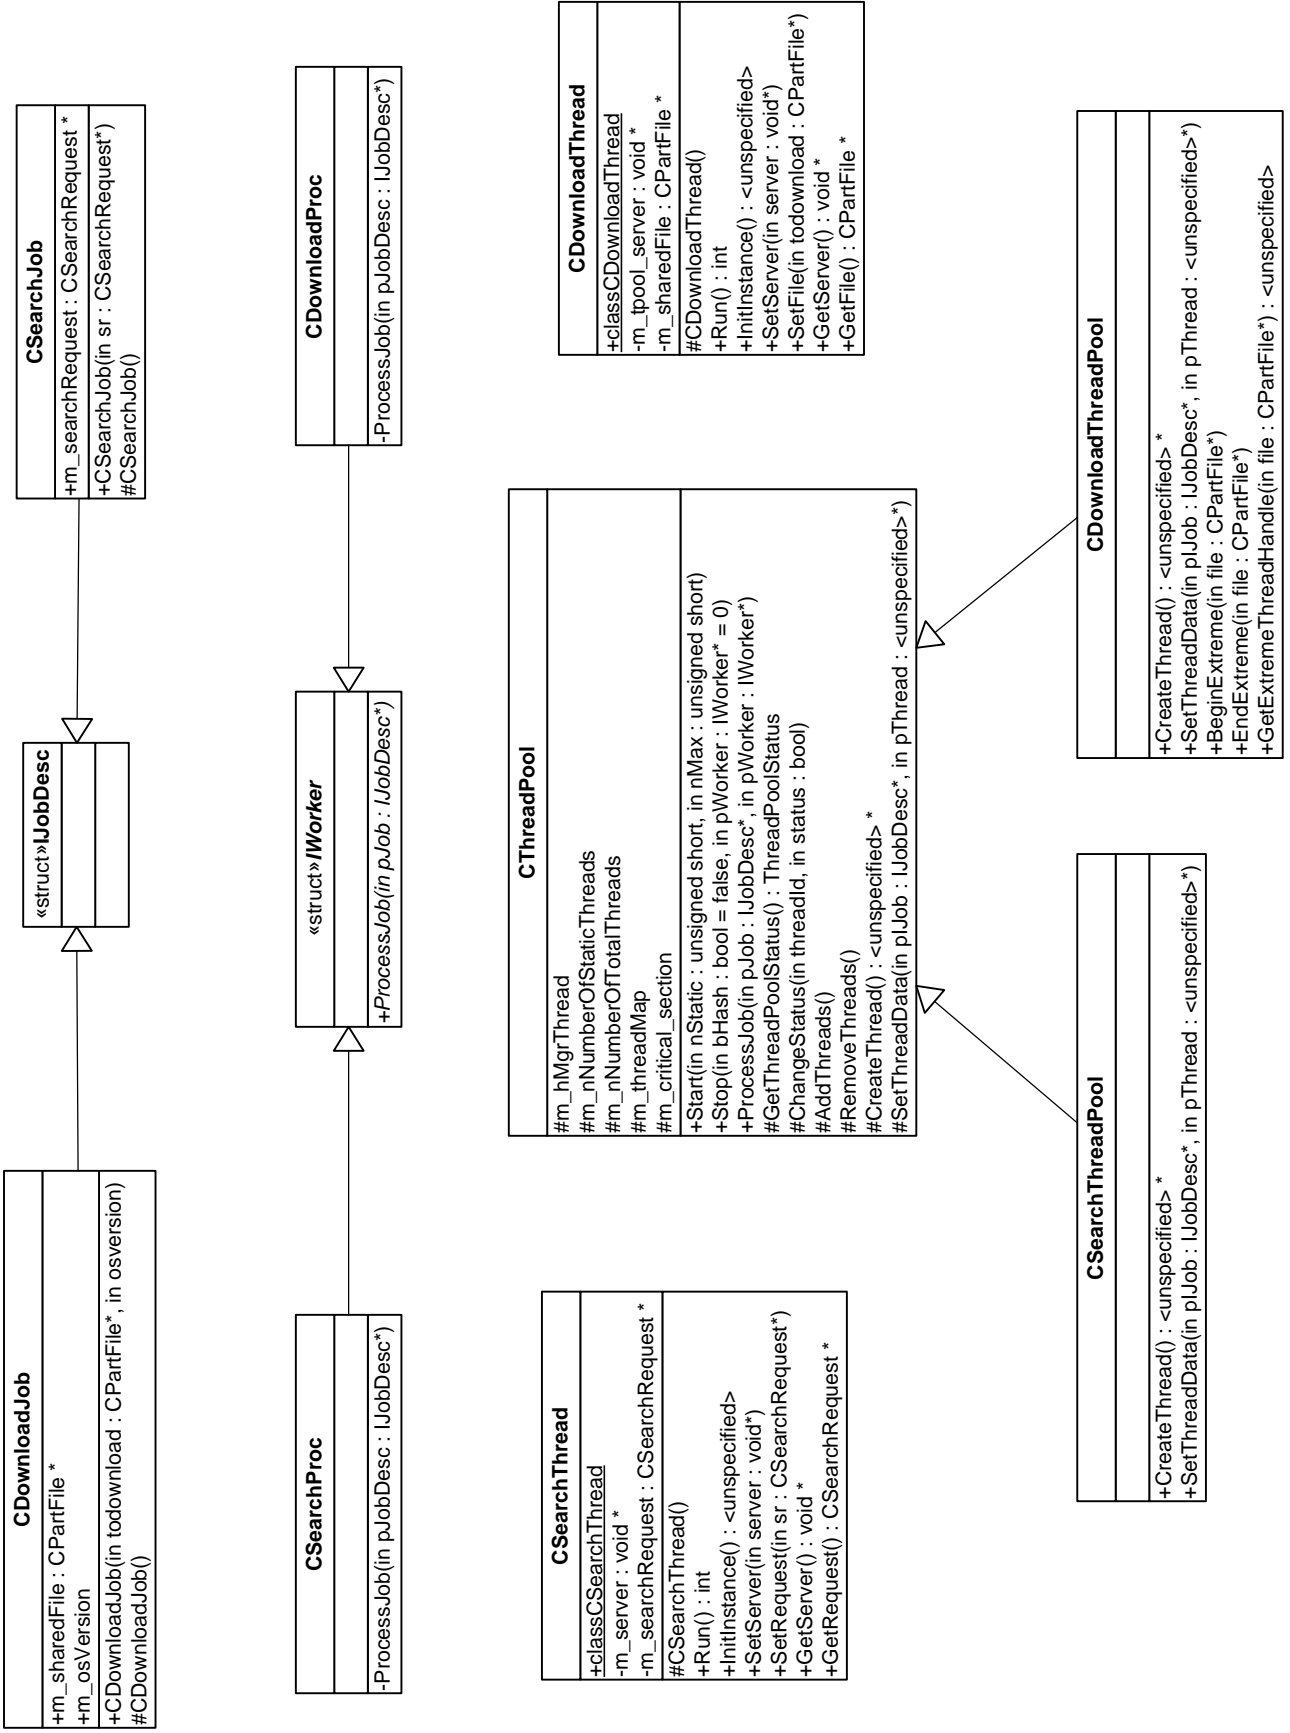 CDownloadJob
+m_sharedFile : CPartFile *
+m_osVersion
+CDownloadJob(in todownload : CPartFile*, in osversion)
#CDownloadJob()
«struct»IJobDesc
CSearchJob
+m_searchRequest : CSearchRequest *
+CSearchJob(in sr : CSearchRequest*)
#CSearchJob()
CSearchProc
-ProcessJob(in pJobDesc : IJobDesc*)
«struct»IWorker
+ProcessJob(in pJob : IJobDesc*)
CDownloadProc
-ProcessJob(in pJobDesc : IJobDesc*)
CSearchThread
+classCSearchThread
-m_server : void *
-m_searchRequest : CSearchRequest *
#CSearchThread()
+Run() : int
+InitInstance() : <unspecified>
+SetServer(in server : void*)
+SetRequest(in sr : CSearchRequest*)
+GetServer() : void *
+GetRequest() : CSearchRequest *
CThreadPool
#m_hMgrThread
#m_nNumberOfStaticThreads
#m_nNumberOfTotalThreads
#m_threadMap
#m_critical_section
+Start(in nStatic : unsigned short, in nMax : unsigned short)
+Stop(in bHash : bool = false, in pWorker : IWorker* = 0)
+ProcessJob(in pJob : IJobDesc*, in pWorker : IWorker*)
#GetThreadPoolStatus() : ThreadPoolStatus
#ChangeStatus(in threadId, in status : bool)
#AddThreads()
#RemoveThreads()
#CreateThread() : <unspecified> *
#SetThreadData(in pIJob : IJobDesc*, in pThread : <unspecified>*)
CDownloadThread
+classCDownloadThread
-m_tpool_server : void *
-m_sharedFile : CPartFile *
#CDownloadThread()
+Run() : int
+InitInstance() : <unspecified>
+SetServer(in server : void*)
+SetFile(in todownload : CPartFile*)
+GetServer() : void *
+GetFile() : CPartFile *
CSearchThreadPool
+CreateThread() : <unspecified> *
+SetThreadData(in pIJob : IJobDesc*, in pThread : <unspecified>*)
CDownloadThreadPool
+CreateThread() : <unspecified> *
+SetThreadData(in pIJob : IJobDesc*, in pThread : <unspecified>*)
+BeginExtreme(in file : CPartFile*)
+EndExtreme(in file : CPartFile*)
+GetExtremeThreadHandle(in file : CPartFile*) : <unspecified>